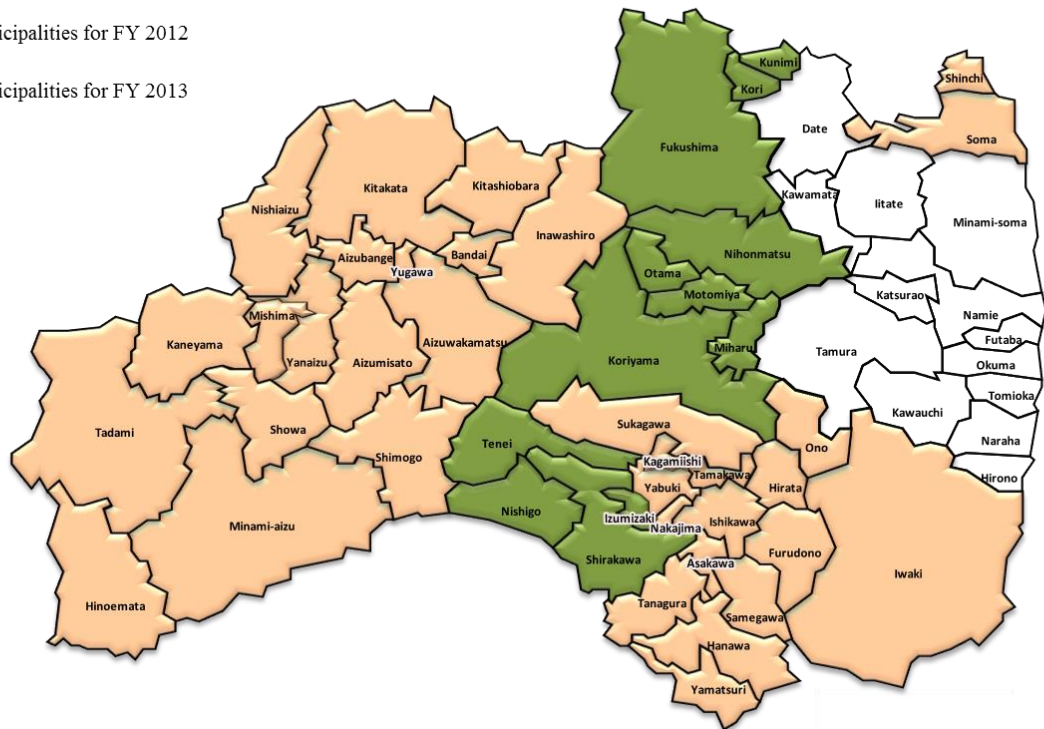 icipalities for FY 2012
icipalities for FY 2013
Kunimi
Shinchi
Kori
Date
Soma
Fukushima
Kitakata
Kitashiobara
Kawamata
Iitate
Nishiaizu
Minami-soma
Inawashiro
Aizubange
Bandai
Nihonmatsu
Yugawa
Otama
Motomiya
Katsurao
Mishima
Namie
Kaneyama
Aizuwakamatsu
Futaba
Yanaizu
Aizumisato
Koriyama
Miharu
Tamura
Okuma
Tomioka
Kawauchi
Tadami
Showa
Sukagawa
Tenei
Ono
Naraha
Shimogo
Kagamiishi
Tamakawa
Hirono
Yabuki
Hirata
Nishigo
Izumizaki
Nakajima
Ishikawa
Minami-aizu
Furudono
Shirakawa
Asakawa
Iwaki
Hinoemata
Tanagura
Samegawa
Hanawa
Yamatsuri